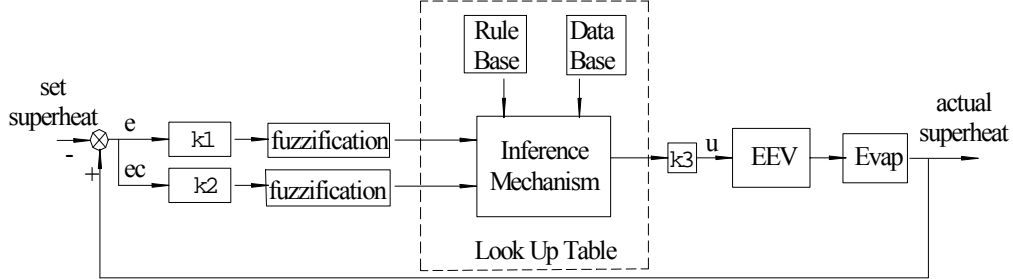 Rule
Base
Data
Base
set
superheat
-
+
e
ec
k1
k2
fuzzification
fuzzification
Inference
Mechanism
Look Up Table
k3
u
EEV
Evap
actual
superheat